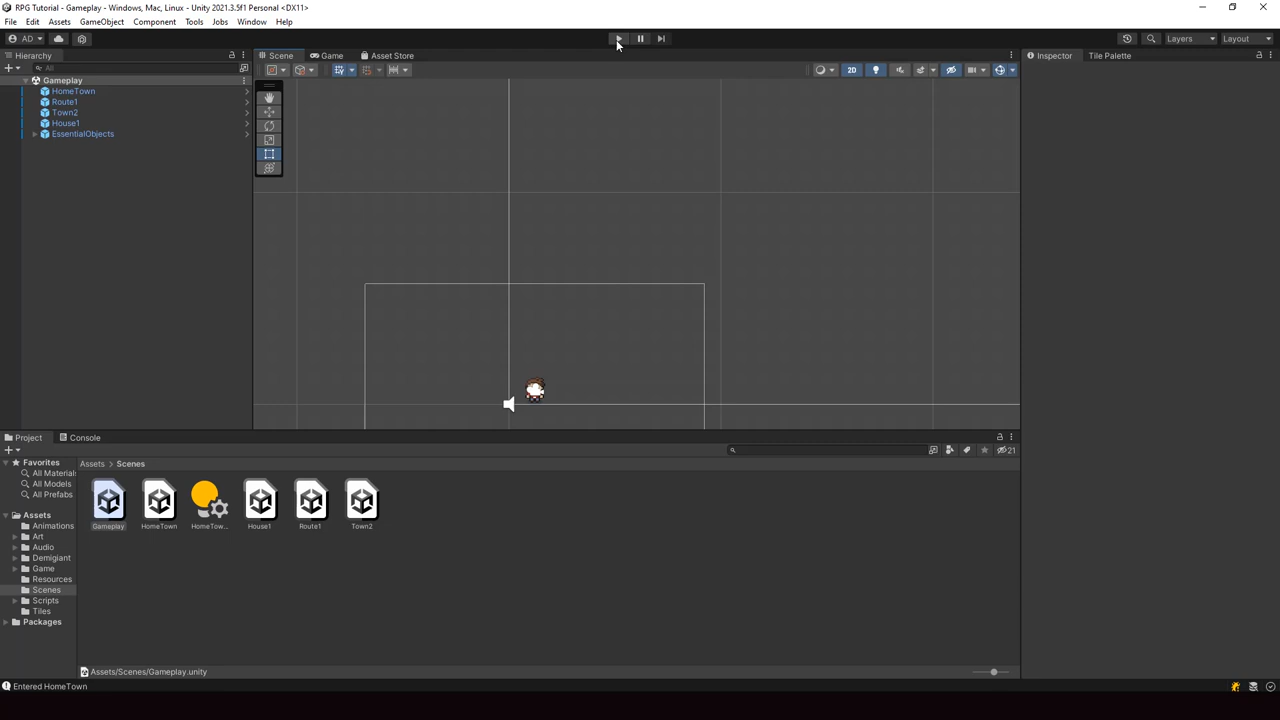 RPG Tutorial - Gameplay - Windows, Mac, Linux - Unity 2021.3.5f1 Personal <DX11>
File Edit Assets GameObject Component Tools Jobs Window Help
AD Layers Layout
Hierarchy Scene Game Asset Store Inspector Tile Palette
All 2D
Gameplay
HomeTown
Route1
Town2
House1
EssentialObjects
Project Console
21
Favorites
All Materials
All Models
All Prefabs
Assets
Animations
Art
Audio
Demigiant
Game
Resources
Scenes
Scripts
Tiles
Packages
Assets > Scenes
Gameplay HomeTown HomeTow... House1 Route1 Town2
Assets/Scenes/Gameplay.unity
Entered HomeTown